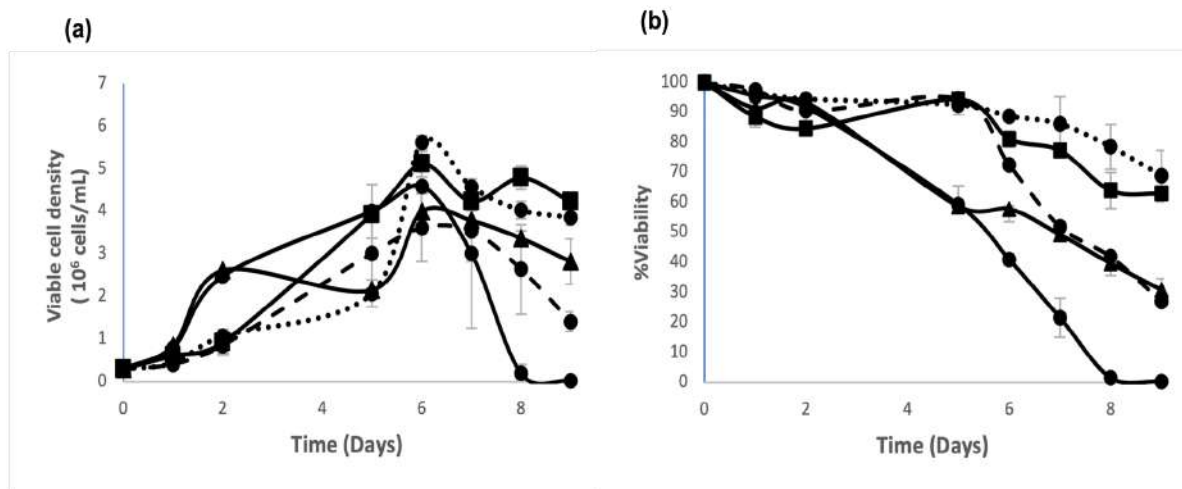 (a)
Viable cell density
( 10⁶ cells/mL)
7
6
5
4
3
2
1
0
0 2 4 6 8
Time (Days)
(b)
%Viability
100
90
80
70
60
50
40
30
20
10
0
0 2 4 6 8
Time (Days)